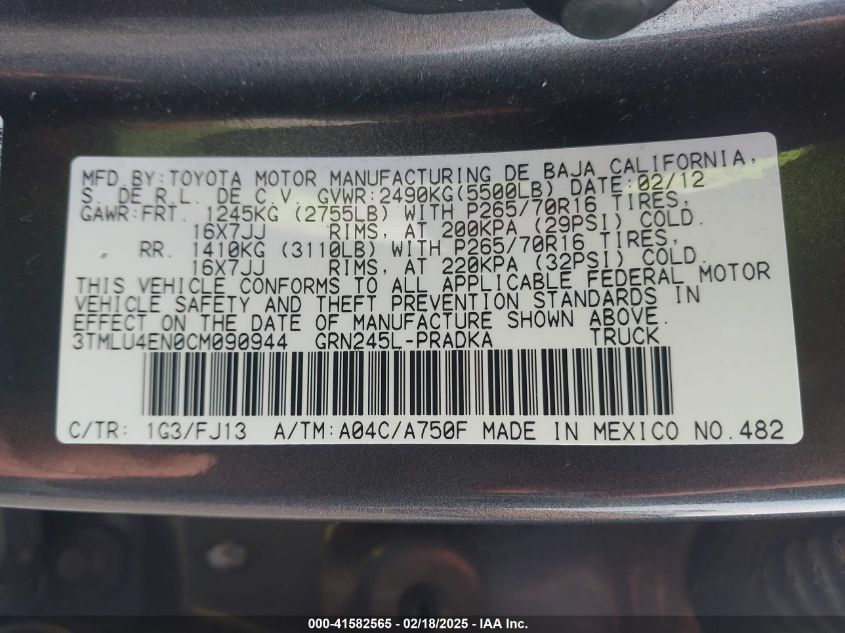 MFD BY:TOYOTA MOTOR MANUFACTURING DE BAJA CALIFORNIA,
S. DE R.L. DE C.V. GVWR:2490KG(5500LB) DATE:02/12
GAWR:FRT. 1245KG (2755LB) WITH P265/70R16 TIRES,
16X7JJ RIMS, AT 200KPA (29PSI) COLD.
RR. 1410KG (3110LB) WITH P265/70R16 TIRES,
16X7JJ RIMS, AT 220KPA (32PSI) COLD.
THIS VEHICLE CONFORMS TO ALL APPLICABLE FEDERAL MOTOR
VEHICLE SAFETY AND THEFT PREVENTION STANDARDS IN
EFFECT ON THE DATE OF MANUFACTURE SHOWN ABOVE.
3TMLU4EN0CM090944 GRN245L-PRADKA TRUCK
C/TR: 1G3/FJ13 A/TM:A04C/A750F MADE IN MEXICO NO.482
000-41582565 - 02/18/2025 - IAA Inc.